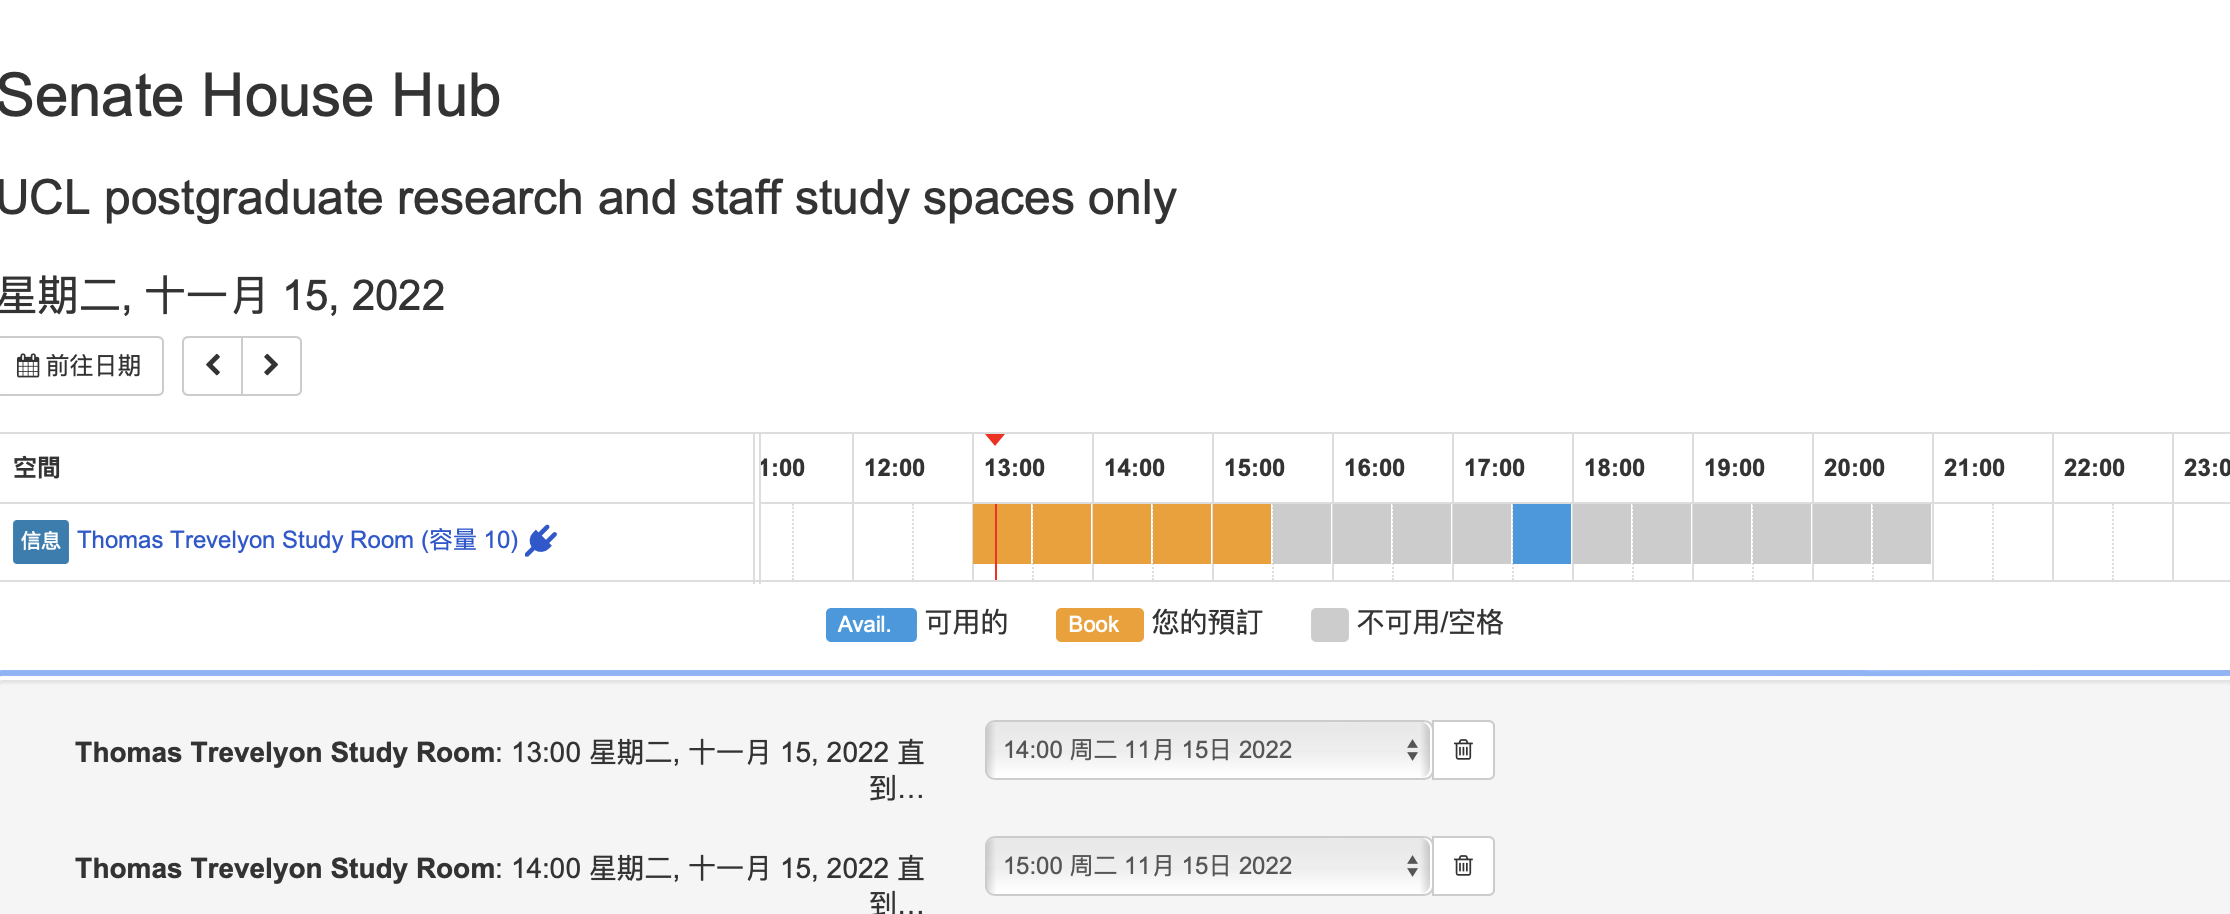 Senate House Hub
UCL postgraduate research and staff study spaces only
星期二, 十一月 15, 2022
前往日期
空間
1:00 12:00 13:00 14:00 15:00 16:00 17:00 18:00 19:00 20:00 21:00 22:00 23:0
信息 Thomas Trevelyon Study Room (容量 10)
Avail. 可用的 Book 您的預訂 不可用/空格
Thomas Trevelyon Study Room: 13:00 星期二, 十一月 15, 2022 直
到...
14:00 周二 11月 15日 2022
Thomas Trevelyon Study Room: 14:00 星期二, 十一月 15, 2022 直
到...
15:00 周二 11月 15日 2022